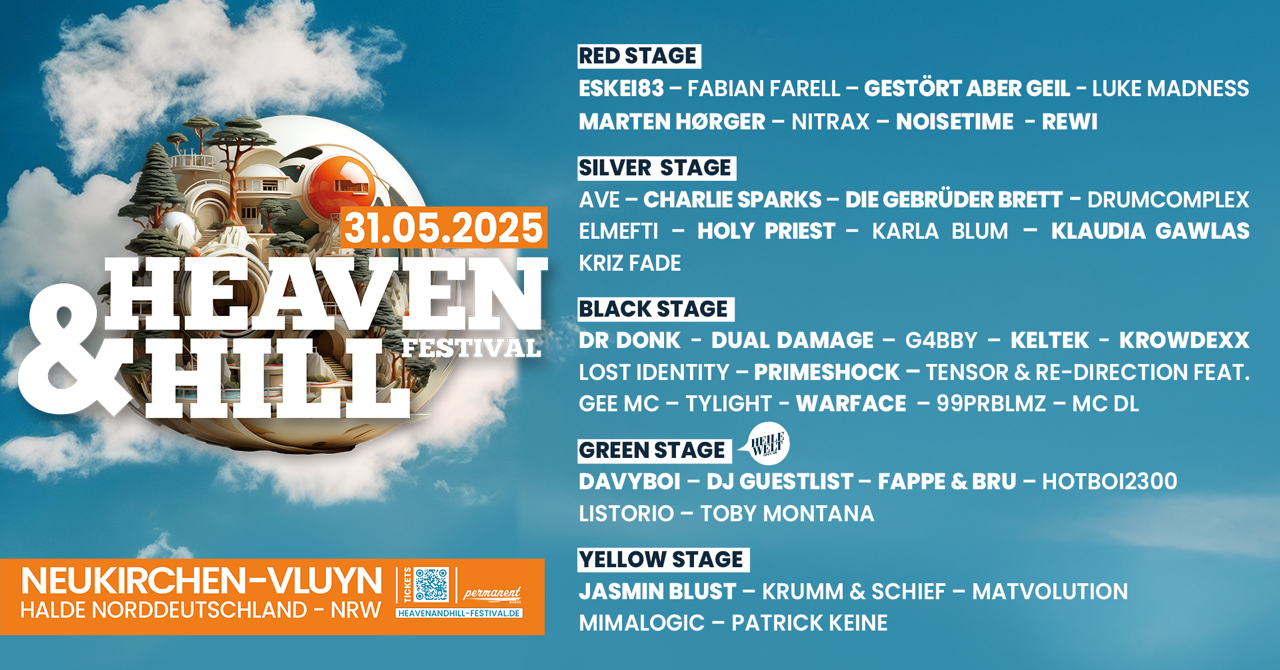 31.05.2025
HEAVEN
& HILL
FESTIVAL
NEUKIRCHEN-VLUYN
HALDE NORDDEUTSCHLAND - NRW
TICKETS
permanent
HEAVENANDHILL-FESTIVAL.DE
RED STAGE
ESKEI83 – FABIAN FARELL – GESTÖRT ABER GEIL - LUKE MADNESS
MARTEN HØRGER – NITRAX – NOISETIME - REWI
SILVER STAGE
AVE – CHARLIE SPARKS – DIE GEBRÜDER BRETT - DRUMCOMPLEX
ELMEFTI – HOLY PRIEST – KARLA BLUM – KLAUDIA GAWLAS
KRIZ FADE
BLACK STAGE
DR DONK - DUAL DAMAGE – G4BBY – KELTEK - KROWDEXX
LOST IDENTITY – PRIMESHOCK – TENSOR & RE-DIRECTION FEAT.
GEE MC – TYLIGHT - WARFACE – 99PRBLMZ – MC DL
GREEN STAGE
HEILE
WELT
DAVYBOI – DJ GUESTLIST – FAPPE & BRU – HOTBOI2300
LISTORIO – TOBY MONTANA
YELLOW STAGE
JASMIN BLUST – KRUMM & SCHIEF – MATVOLUTION
MIMALOGIC – PATRICK KEINE